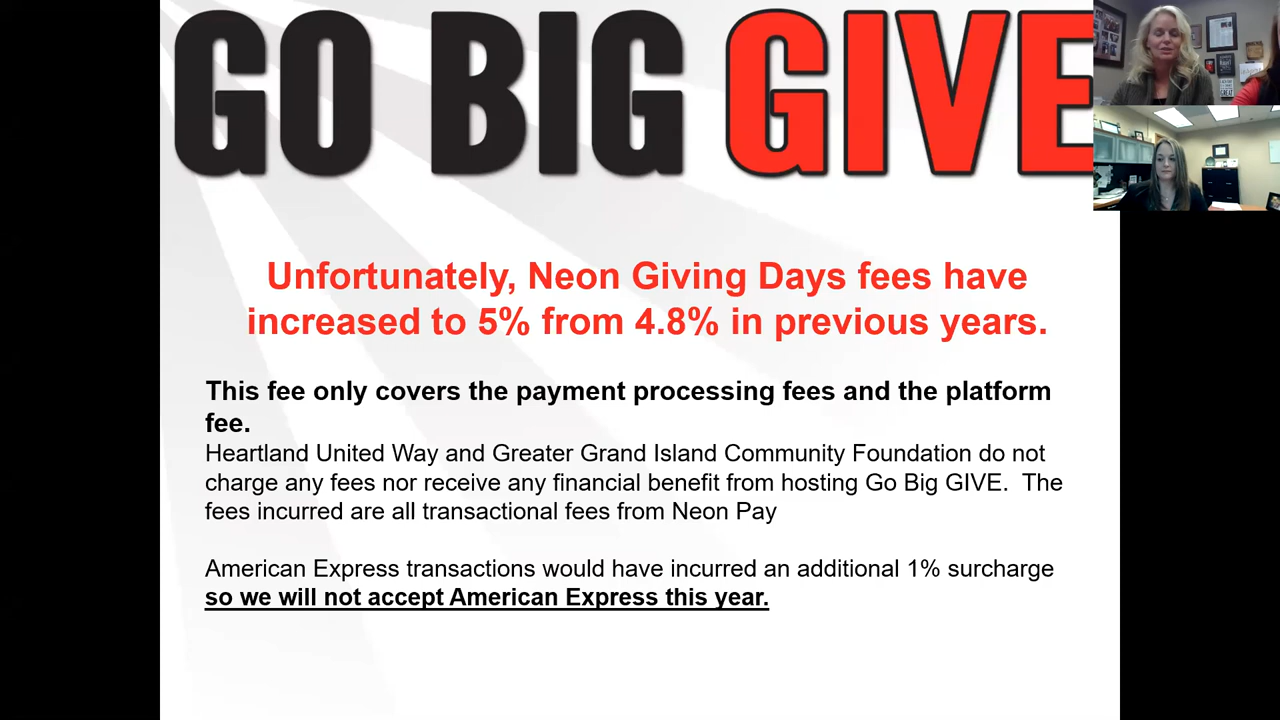 GO BIG GIVE
Unfortunately, Neon Giving Days fees have
increased to 5% from 4.8% in previous years.
This fee only covers the payment processing fees and the platform
fee.
Heartland United Way and Greater Grand Island Community Foundation do not
charge any fees nor receive any financial benefit from hosting Go Big GIVE.  The
fees incurred are all transactional fees from Neon Pay
American Express transactions would have incurred an additional 1% surcharge
so we will not accept American Express this year.